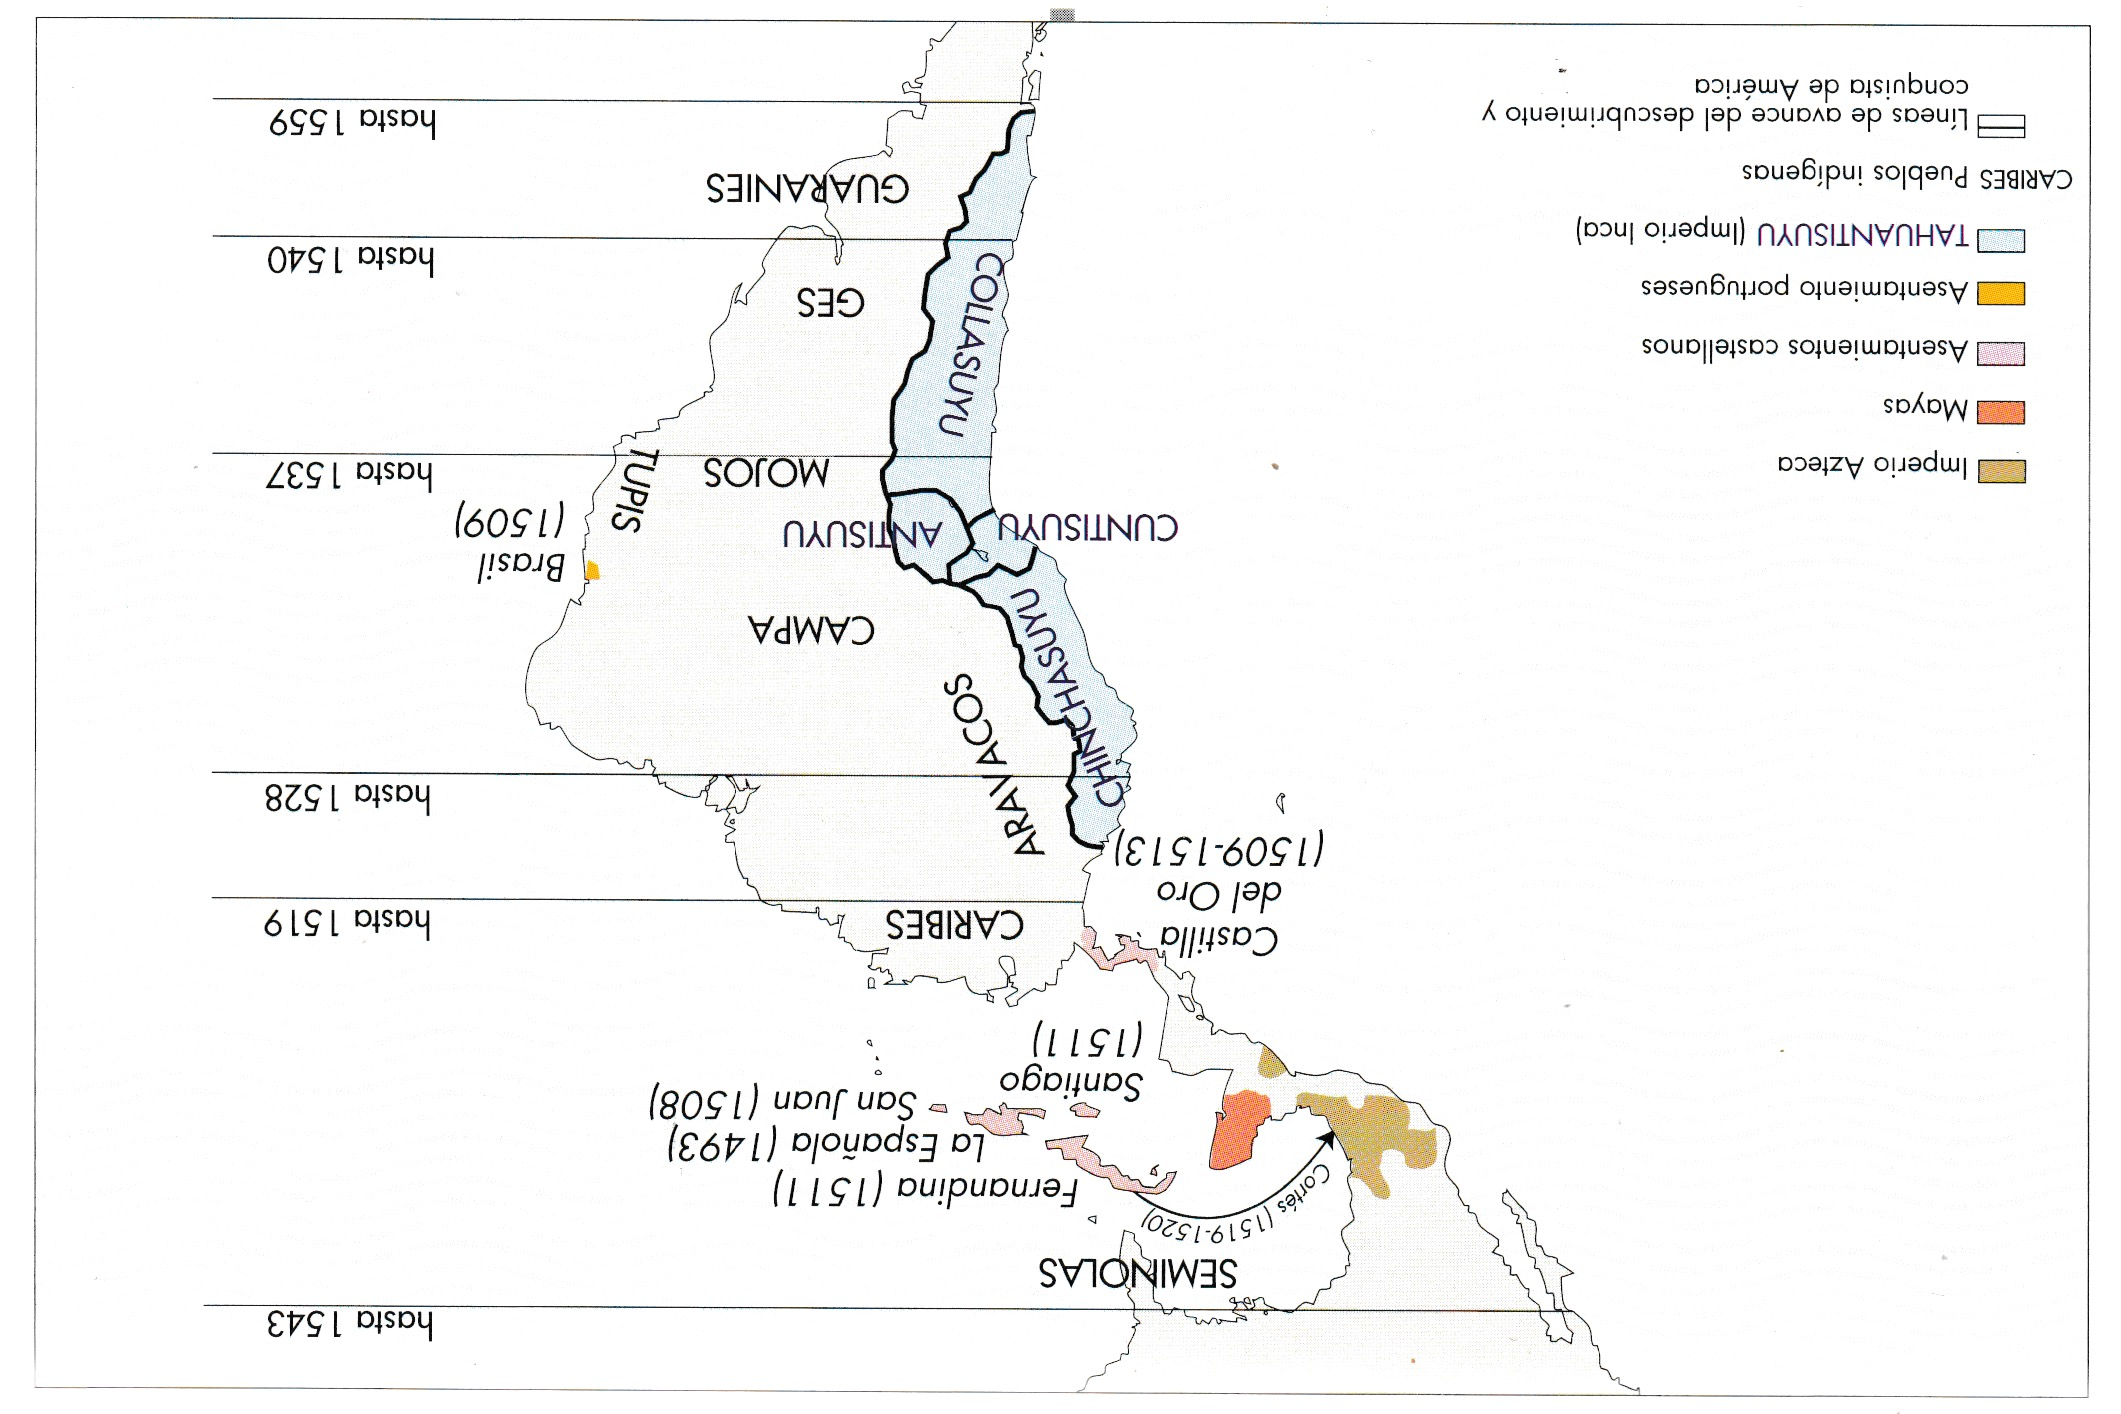 hasta 1543
SEMINOLAS
Cortés (1519-1520)
Fernandina (1511)
La Española (1493)
San Juan (1508)
Santiago
(1511)
Castilla
del Oro
(1509-1513)
CARIBES
hasta 1519
ARAVACOS
hasta 1528
CHINCHASUYU
CAMPA
Brasil
(1509)
CUNTISUYU
ANTISUYU
TUPIS
MOJOS
hasta 1537
COLLASUYU
GES
hasta 1540
GUARANIES
hasta 1559
Imperio Azteca
Mayas
Asentamientos castellanos
Asentamiento portugueses
TAHUANTISUYU (Imperio Inca)
CARIBES Pueblos indígenas
Líneas de avance del descubrimiento y
conquista de América